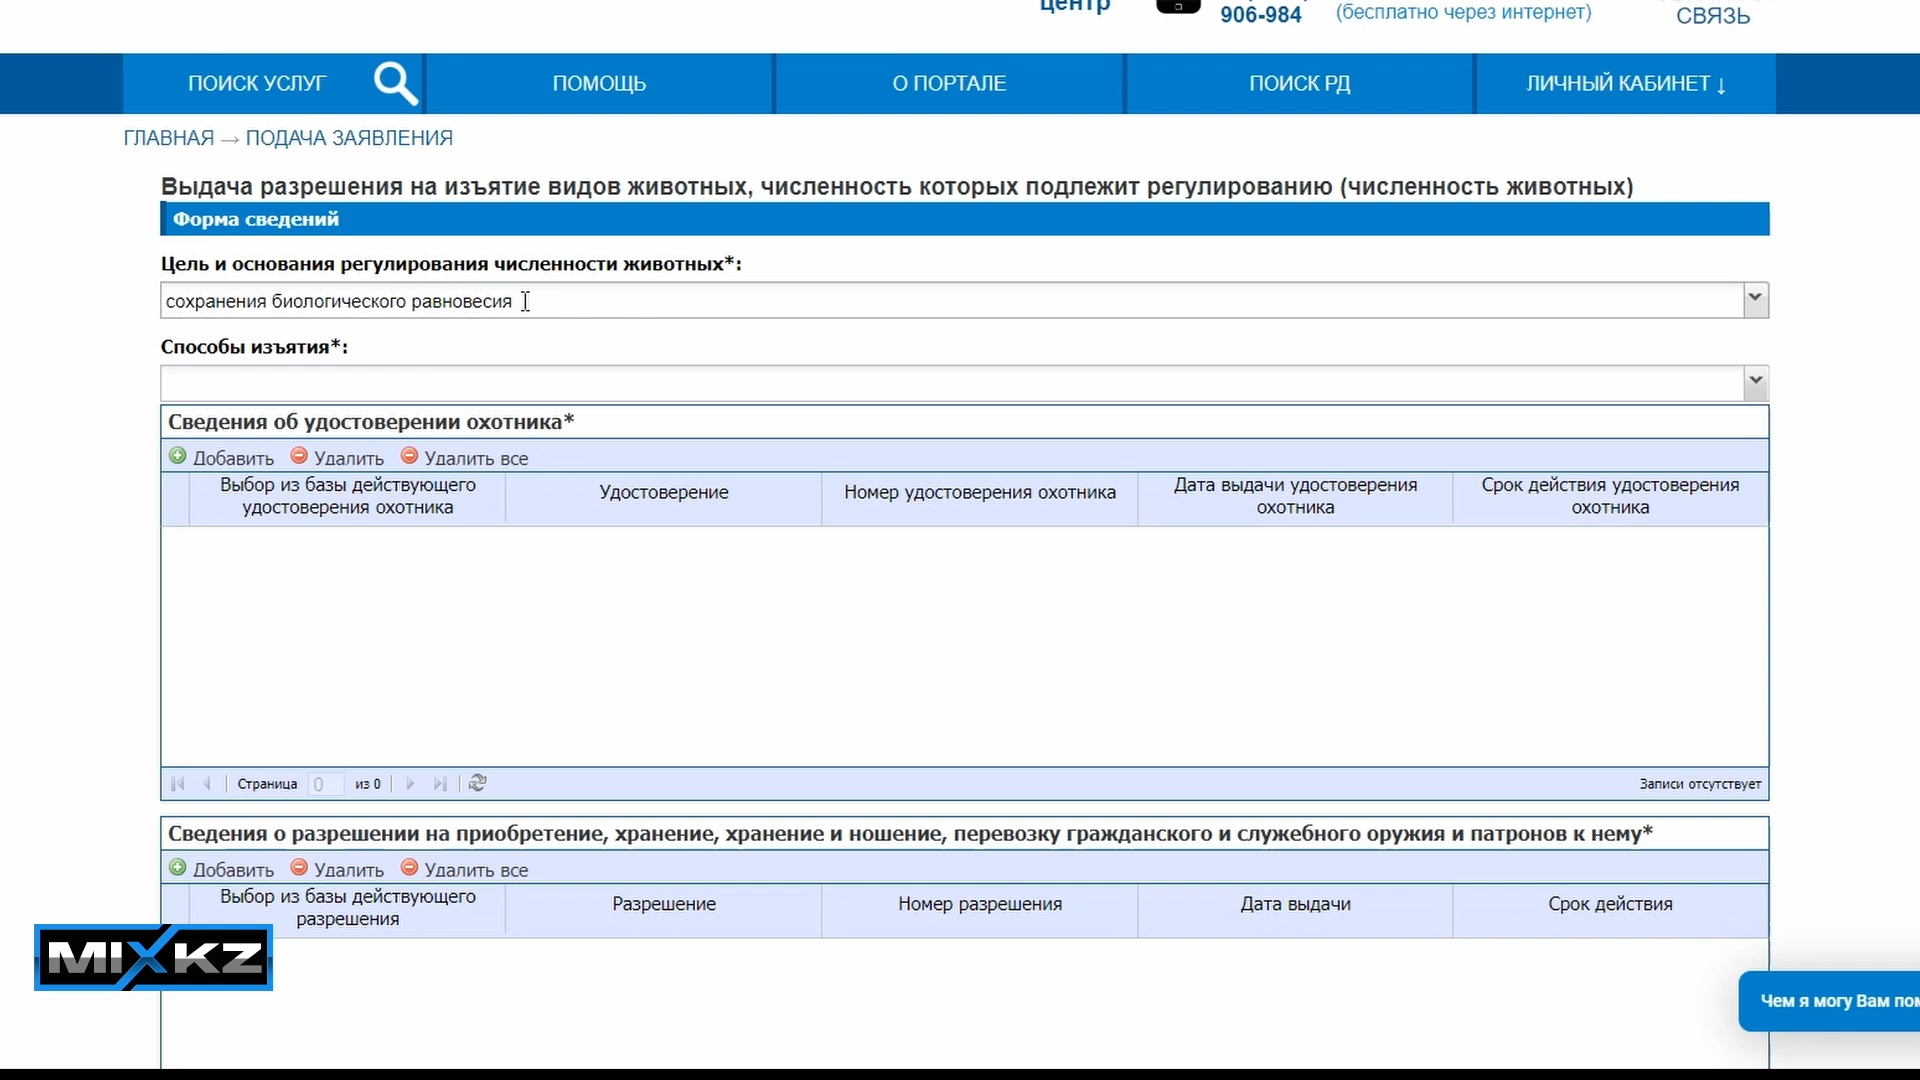 центр
906-984
(бесплатно через интернет)
СВЯЗЬ
ПОИСК УСЛУГ
ПОМОЩЬ
О ПОРТАЛЕ
ПОИСК РД
ЛИЧНЫЙ КАБИНЕТ ↓
ГЛАВНАЯ → ПОДАЧА ЗАЯВЛЕНИЯ
Выдача разрешения на изъятие видов животных, численность которых подлежит регулированию (численность животных)
Форма сведений
Цель и основания регулирования численности животных*:
сохранения биологического равновесия
Способы изъятия*:
Сведения об удостоверении охотника*
Добавить Удалить Удалить все
Выбор из базы действующего
удостоверения охотника
Удостоверение
Номер удостоверения охотника
Дата выдачи удостоверения
охотника
Срок действия удостоверения
охотника
Страница 0 из 0
Записи отсутствует
Сведения о разрешении на приобретение, хранение, хранение и ношение, перевозку гражданского и служебного оружия и патронов к нему*
Добавить Удалить Удалить все
Выбор из базы действующего
разрешения
Разрешение
Номер разрешения
Дата выдачи
Срок действия
MIXKZ
Чем я могу Вам пом